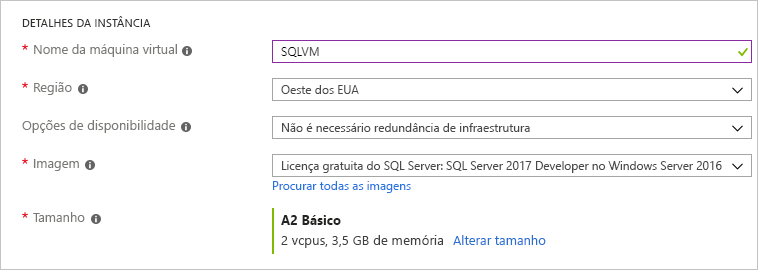 DETALHES DA INSTÂNCIA
* Nome da máquina virtual
SQLVM
* Região
Oeste dos EUA
Opções de disponibilidade
Não é necessário redundância de infraestrutura
* Imagem
Licença gratuita do SQL Server: SQL Server 2017 Developer no Windows Server 2016
Procurar todas as imagens
* Tamanho
A2 Básico
2 vcpus, 3,5 GB de memória Alterar tamanho